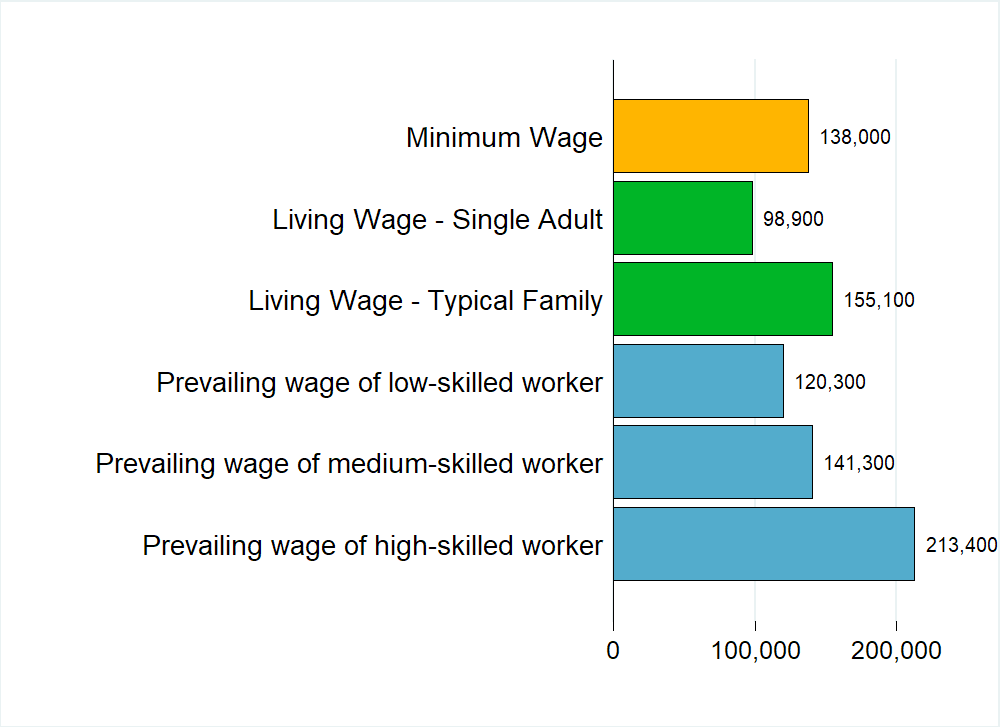 Minimum Wage
138,000
Living Wage - Single Adult
98,900
Living Wage - Typical Family
155,100
Prevailing wage of low-skilled worker
120,300
Prevailing wage of medium-skilled worker
141,300
Prevailing wage of high-skilled worker
213,400
0
100,000
200,000